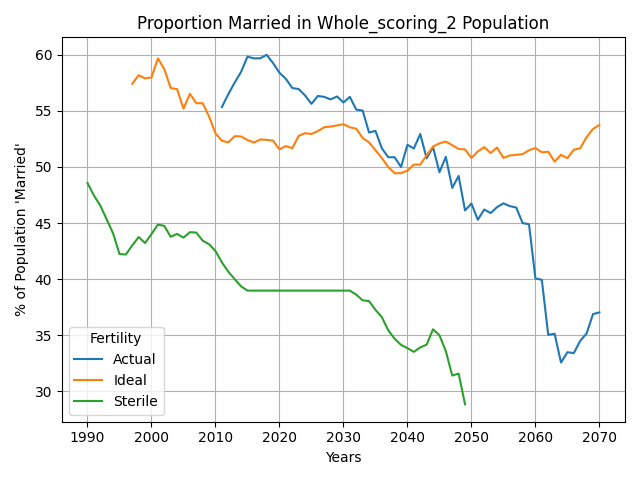 Proportion Married in Whole_scoring_2 Population
% of Population 'Married'
60
55
50
45
40
35
30
Fertility
Actual
Ideal
Sterile
1990 2000 2010 2020 2030 2040 2050 2060 2070
Years